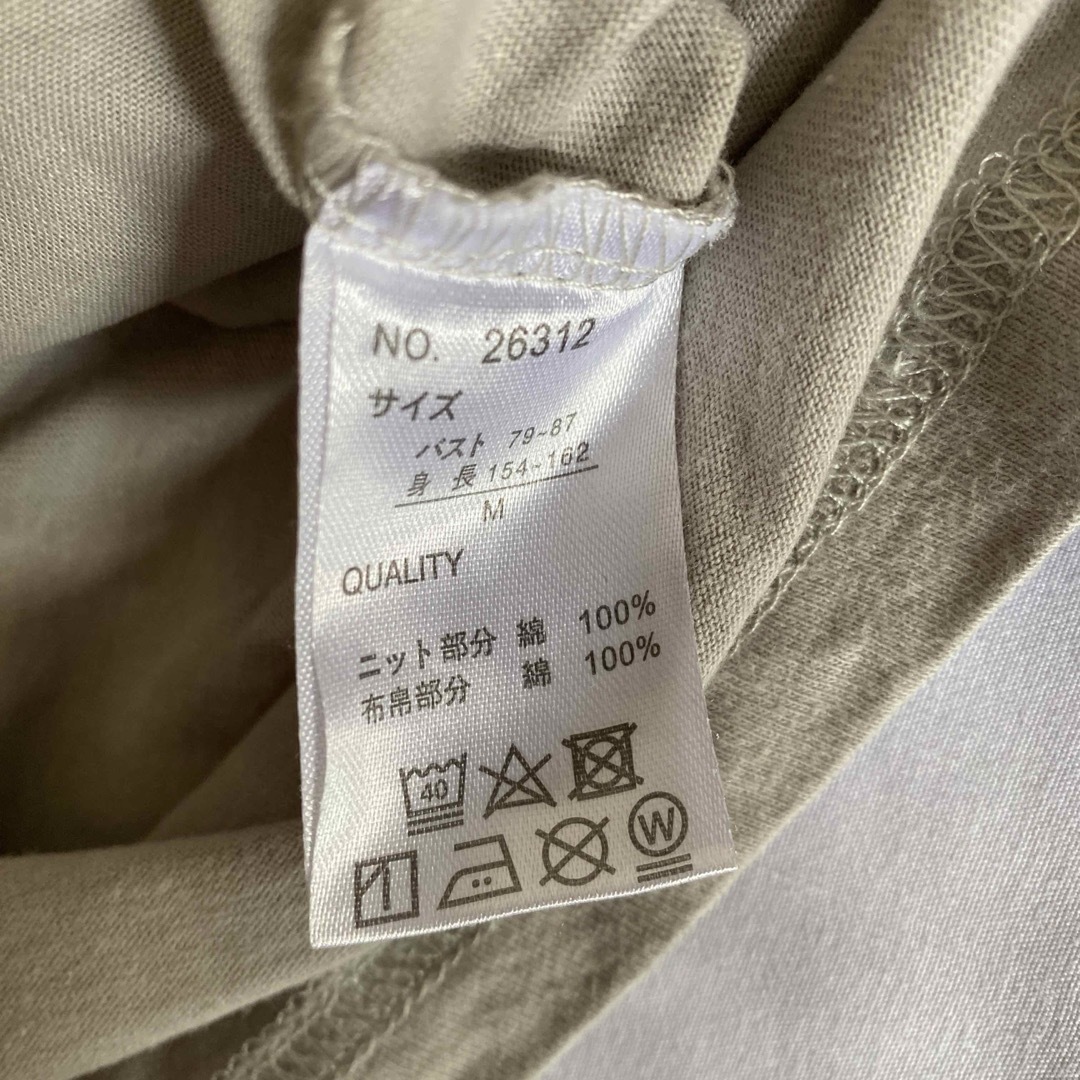 NO. 26312
サイズ
バスト 79~87
身 長 154~162
M
QUALITY
ニット部分 綿 100%
布帛部分 綿 100%
40
W